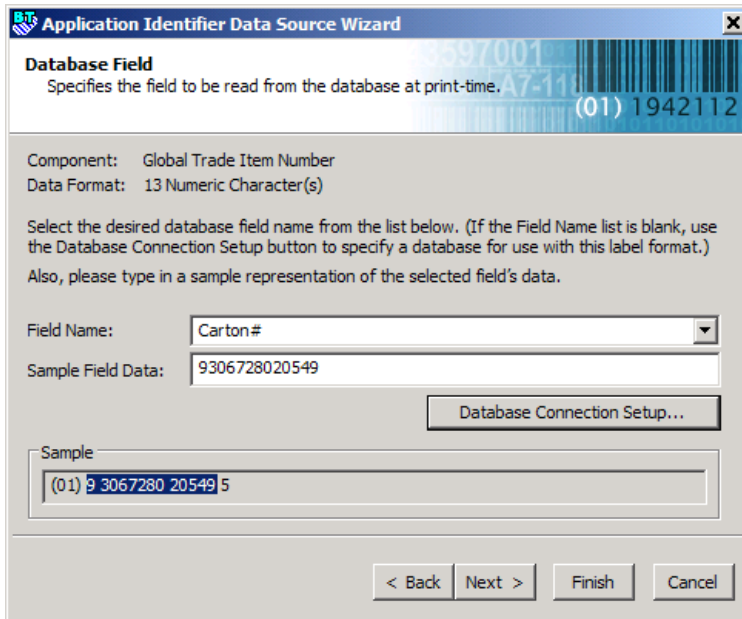 Application Identifier Data Source Wizard
Database Field
Specifies the field to be read from the database at print-time.
3597001
A7-118
(01) 1942112
Component: Global Trade Item Number
Data Format: 13 Numeric Character(s)
Select the desired database field name from the list below. (If the Field Name list is blank, use
the Database Connection Setup button to specify a database for use with this label format.)
Also, please type in a sample representation of the selected field's data.
Field Name: Carton#
Sample Field Data: 9306728020549
Database Connection Setup...
Sample
(01) 9 3067280 20549 5
< Back Next > Finish Cancel